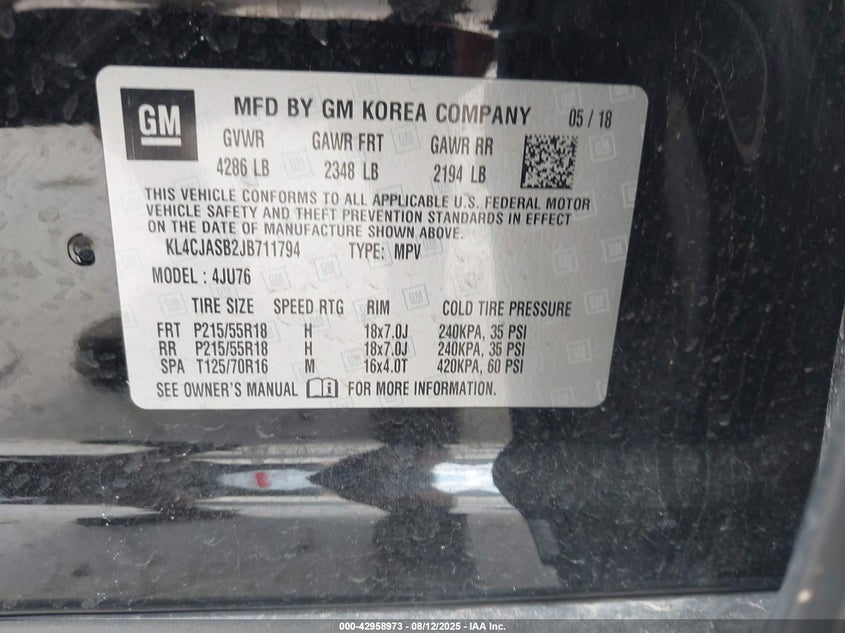 GM
MFD BY GM KOREA COMPANY 05 / 18
GVWR GAWR FRT GAWR RR
4286 LB 2348 LB 2194 LB
THIS VEHICLE CONFORMS TO ALL APPLICABLE U.S. FEDERAL MOTOR
VEHICLE SAFETY AND THEFT PREVENTION STANDARDS IN EFFECT
ON THE DATE OF MANUFACTURE SHOWN ABOVE.
KL4CJASB2JB711794 TYPE: MPV
MODEL : 4JU76
TIRE SIZE SPEED RTG RIM COLD TIRE PRESSURE
FRT P215/55R18 H 18x7.0J 240KPA, 35 PSI
RR P215/55R18 H 18x7.0J 240KPA, 35 PSI
SPA T125/70R16 M 16x4.0T 420KPA, 60 PSI
SEE OWNER'S MANUAL i FOR MORE INFORMATION.
000-42958973 - 08/12/2025 - IAA Inc.